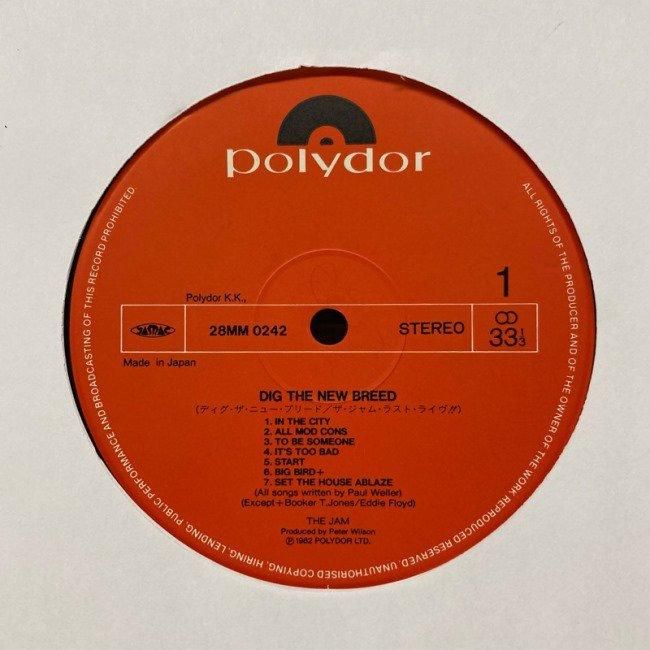 polydor
Polydor K.K.,
JASRAC
28MM 0242
STEREO
1
33 1/3
Made in Japan
DIG THE NEW BREED
(ディグ・ザ・ニュー・ブリード/ザ・ジャム・ラスト・ライヴ!!)
1. IN THE CITY
2. ALL MOD CONS
3. TO BE SOMEONE
4. IT'S TOO BAD
5. START
6. BIG BIRD+
7. SET THE HOUSE ABLAZE
(All songs written by Paul Weller)
(Except+Booker T.Jones/Eddie Floyd)
THE JAM
Produced by Peter Wilson
℗1982 POLYDOR LTD.
ALL RIGHTS OF THE PRODUCER AND OF THE OWNER OF THE WORK REPRODUCED RESERVED. UNAUTHORISED COPYING, HIRING, LENDING, PUBLIC PERFORMANCE AND BROADCASTING OF THIS RECORD PROHIBITED.